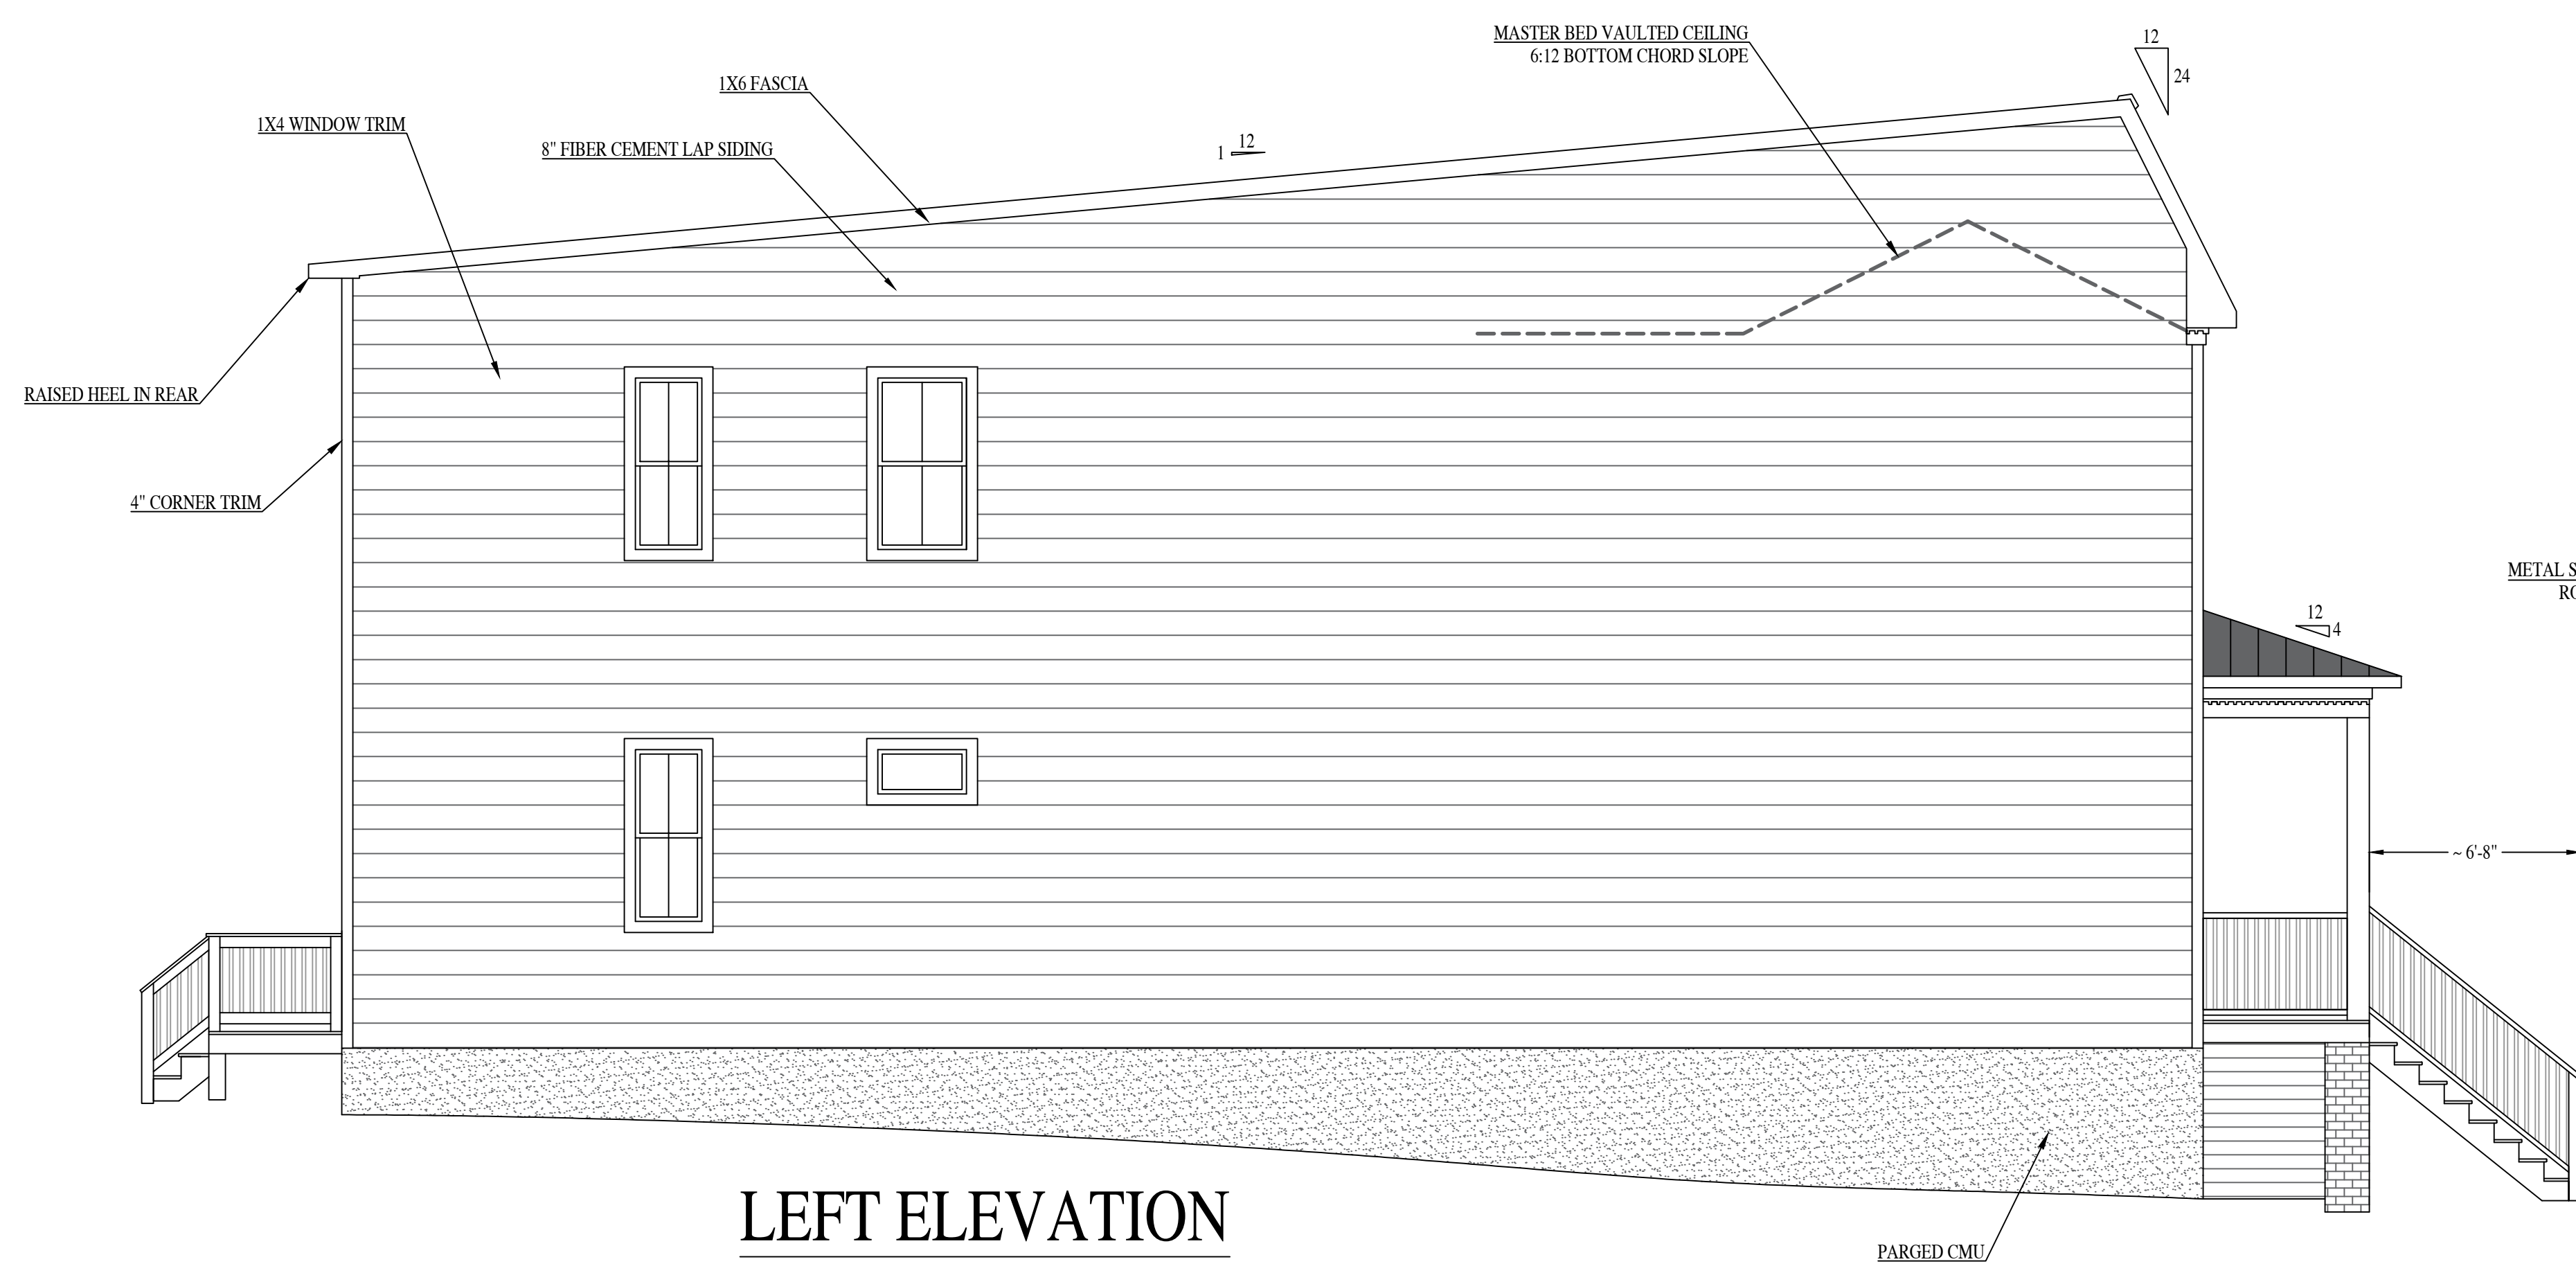 MASTER BED VAULTED CEILING
6:12 BOTTOM CHORD SLOPE
12
24
1X6 FASCIA
1X4 WINDOW TRIM
8" FIBER CEMENT LAP SIDING
12
1
RAISED HEEL IN REAR
4" CORNER TRIM
METAL S
RO
12
4
~ 6'-8"
LEFT ELEVATION
PARGED CMU